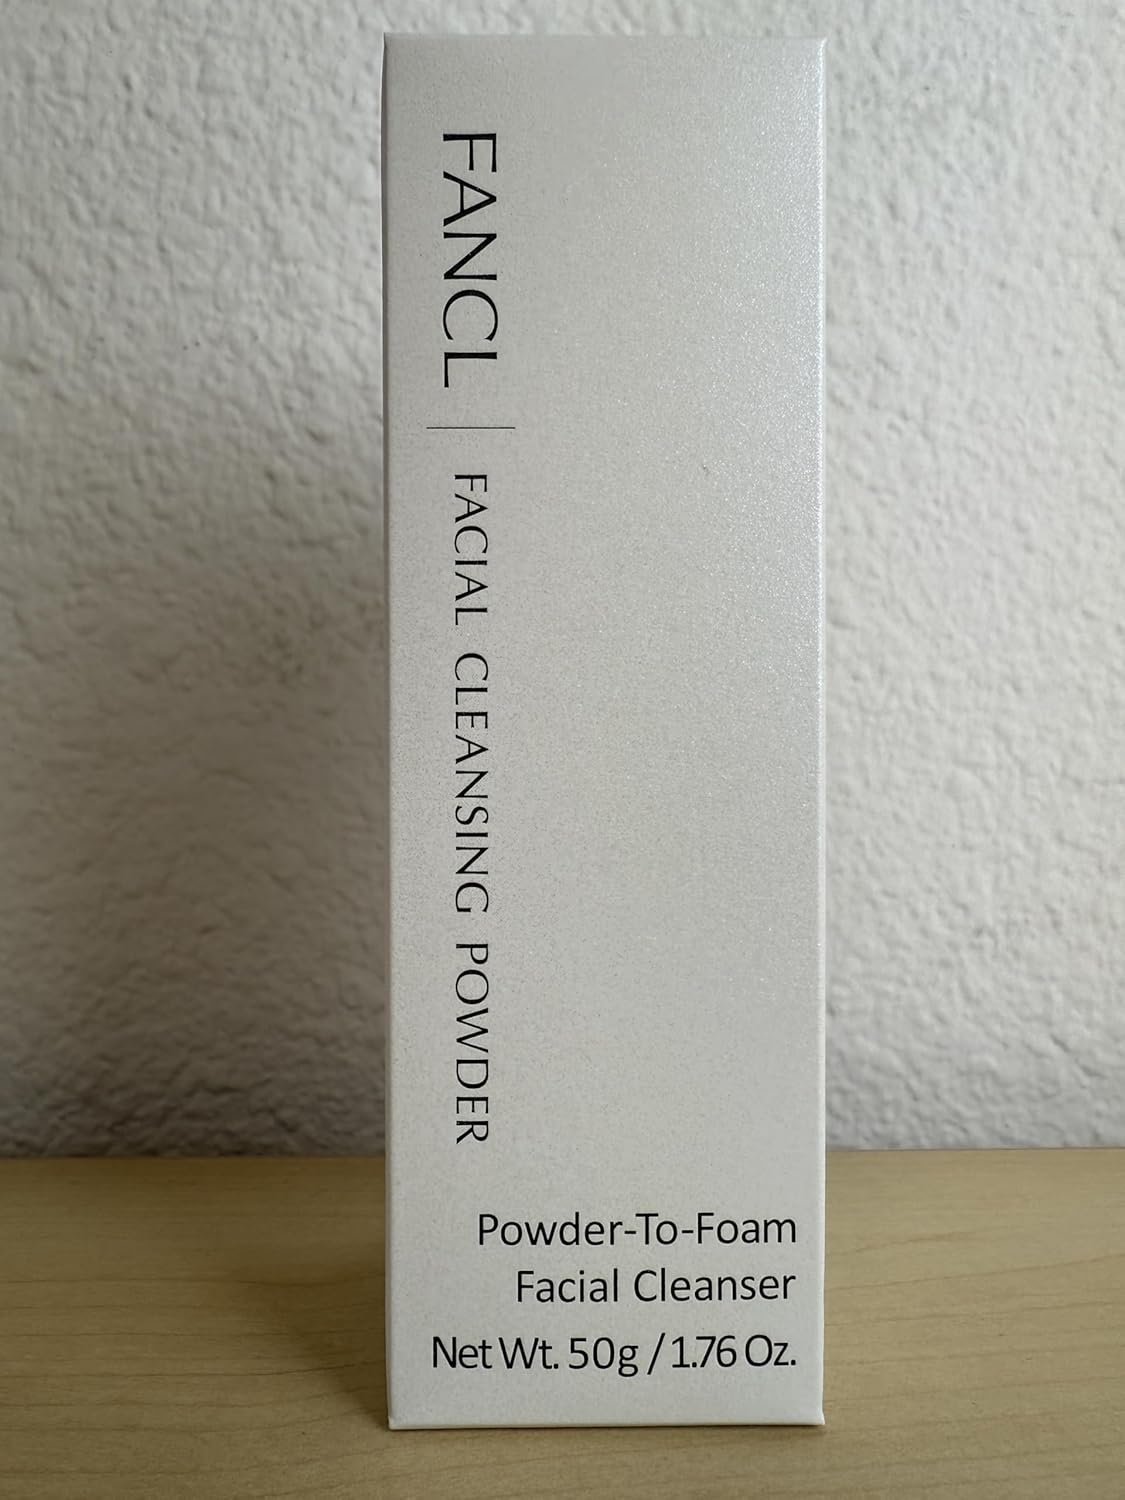 FANCL | FACIAL CLEANSING POWDER
Powder-To-Foam
Facial Cleanser
Net Wt. 50g / 1.76 Oz.